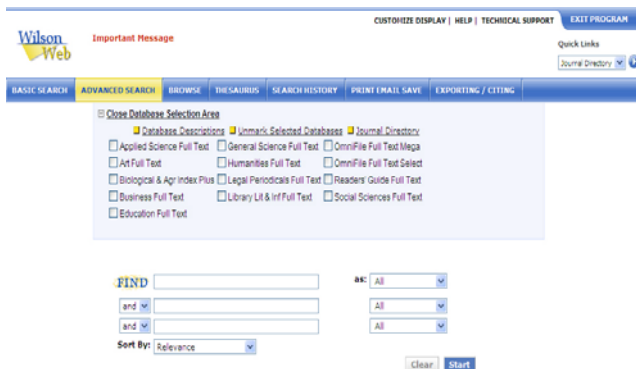 CUSTOMIZE DISPLAY | HELP | TECHNICAL SUPPORT EXIT PROGRAM
Wilson Web
Important Message
Quick Links
Journal Directory
BASIC SEARCH ADVANCED SEARCH BROWSE THESAURUS SEARCH HISTORY PRINT EMAIL SAVE EXPORTING / CITING
Close Database Selection Area
Database Descriptions Unmark Selected Databases Journal Directory
Applied Science Full Text General Science Full Text OmniFile Full Text Mega
Art Full Text Humanities Full Text OmniFile Full Text Select
Biological & Agr Index Plus Legal Periodicals Full Text Readers' Guide Full Text
Business Full Text Library Lit & Inf Full Text Social Sciences Full Text
Education Full Text
FIND as: All
and All
and All
Sort By: Relevance
Clear Start